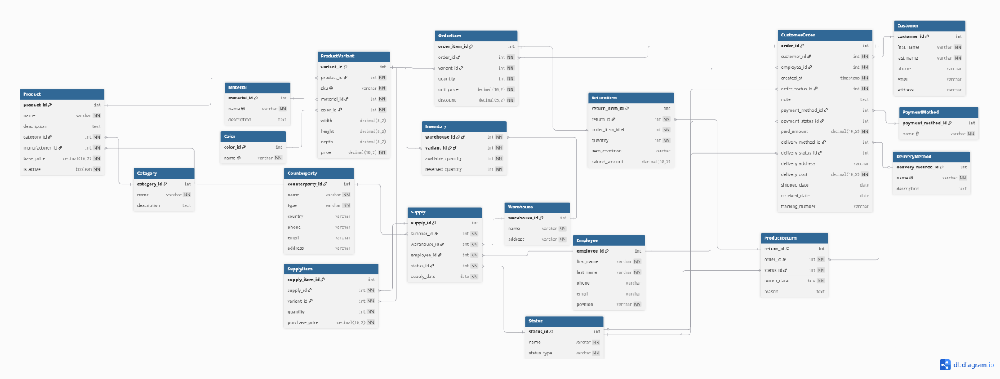 Product
product_id int
name varchar NN
description text
category_id int NN
manufacturer_id int NN
base_price decimal(10,2) NN
is_active boolean NN
Category
category_id int
name varchar NN
description text
Material
material_id int
name varchar NN
description text
Color
color_id int
name varchar NN
Counterparty
counterparty_id int
name varchar NN
type varchar NN
country varchar
phone varchar
email varchar
address varchar
SupplyItem
supply_item_id int
supply_id int NN
variant_id int NN
quantity int NN
purchase_price decimal(10,2) NN
ProductVariant
variant_id int
product_id int NN
sku varchar NN
material_id int NN
color_id int NN
width decimal(8,2)
height decimal(8,2)
depth decimal(8,2)
price decimal(10,2) NN
OrderItem
order_item_id int
order_id int NN
variant_id int NN
quantity int NN
unit_price decimal(10,2) NN
discount decimal(5,2) NN
Inventory
warehouse_id int NN
variant_id int NN
available_quantity int NN
reserved_quantity int NN
Supply
supply_id int
supplier_id int NN
warehouse_id int NN
employee_id int NN
status_id int NN
supply_date date NN
Warehouse
warehouse_id int
name varchar NN
address varchar NN
Employee
employee_id int
first_name varchar NN
last_name varchar NN
phone varchar
email varchar
position varchar NN
Status
status_id int
name varchar NN
status_type varchar NN
ReturnItem
return_item_id int
return_id int NN
order_item_id int NN
quantity int NN
item_condition varchar
refund_amount decimal(10,2)
CustomerOrder
order_id int
customer_id int NN
employee_id int
created_at timestamp NN
order_status_id int NN
note text
payment_method_id int
payment_status_id int
paid_amount decimal(10,2) NN
delivery_method_id int
delivery_status_id int
delivery_address varchar
delivery_cost decimal(10,2) NN
shipped_date date
received_date date
tracking_number varchar
ProductReturn
return_id int
order_id int NN
status_id int NN
return_date date NN
reason text
Customer
customer_id int
first_name varchar NN
last_name varchar NN
phone varchar
email varchar
address varchar
PaymentMethod
payment_method_id int
name varchar NN
DeliveryMethod
delivery_method_id int
name varchar NN
description text
dbdiagram.io